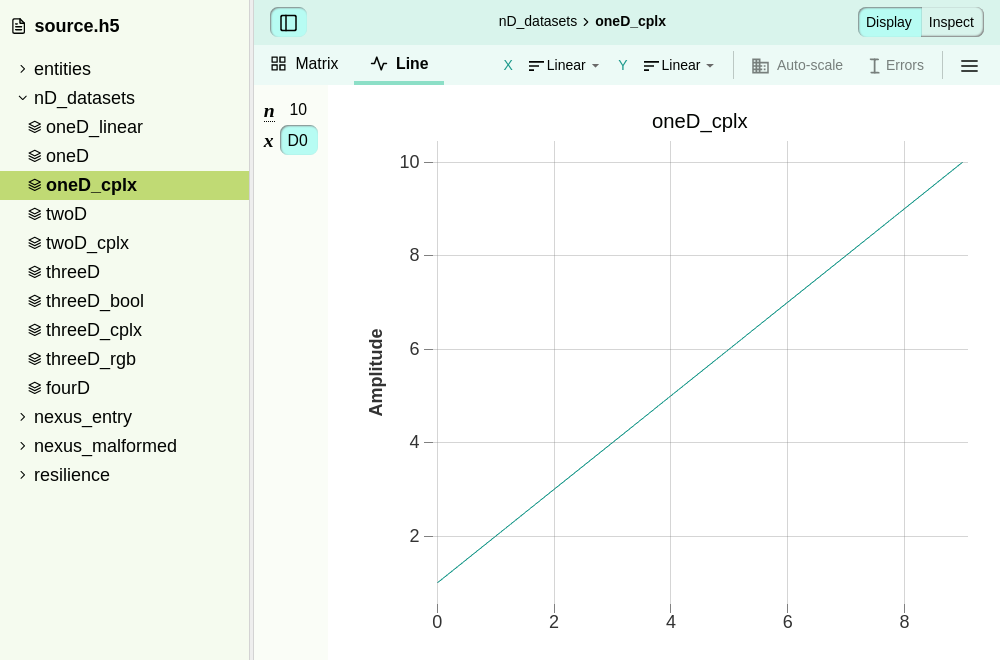 source.h5
entities
nD_datasets
oneD_linear
oneD
oneD_cplx
twoD
twoD_cplx
threeD
threeD_bool
threeD_cplx
threeD_rgb
fourD
nexus_entry
nexus_malformed
resilience
nD_datasets › oneD_cplx
Display Inspect
Matrix Line X Linear Y Linear Auto-scale Errors
n 10
x D0
oneD_cplx
Amplitude
10
8
6
4
2
0 2 4 6 8